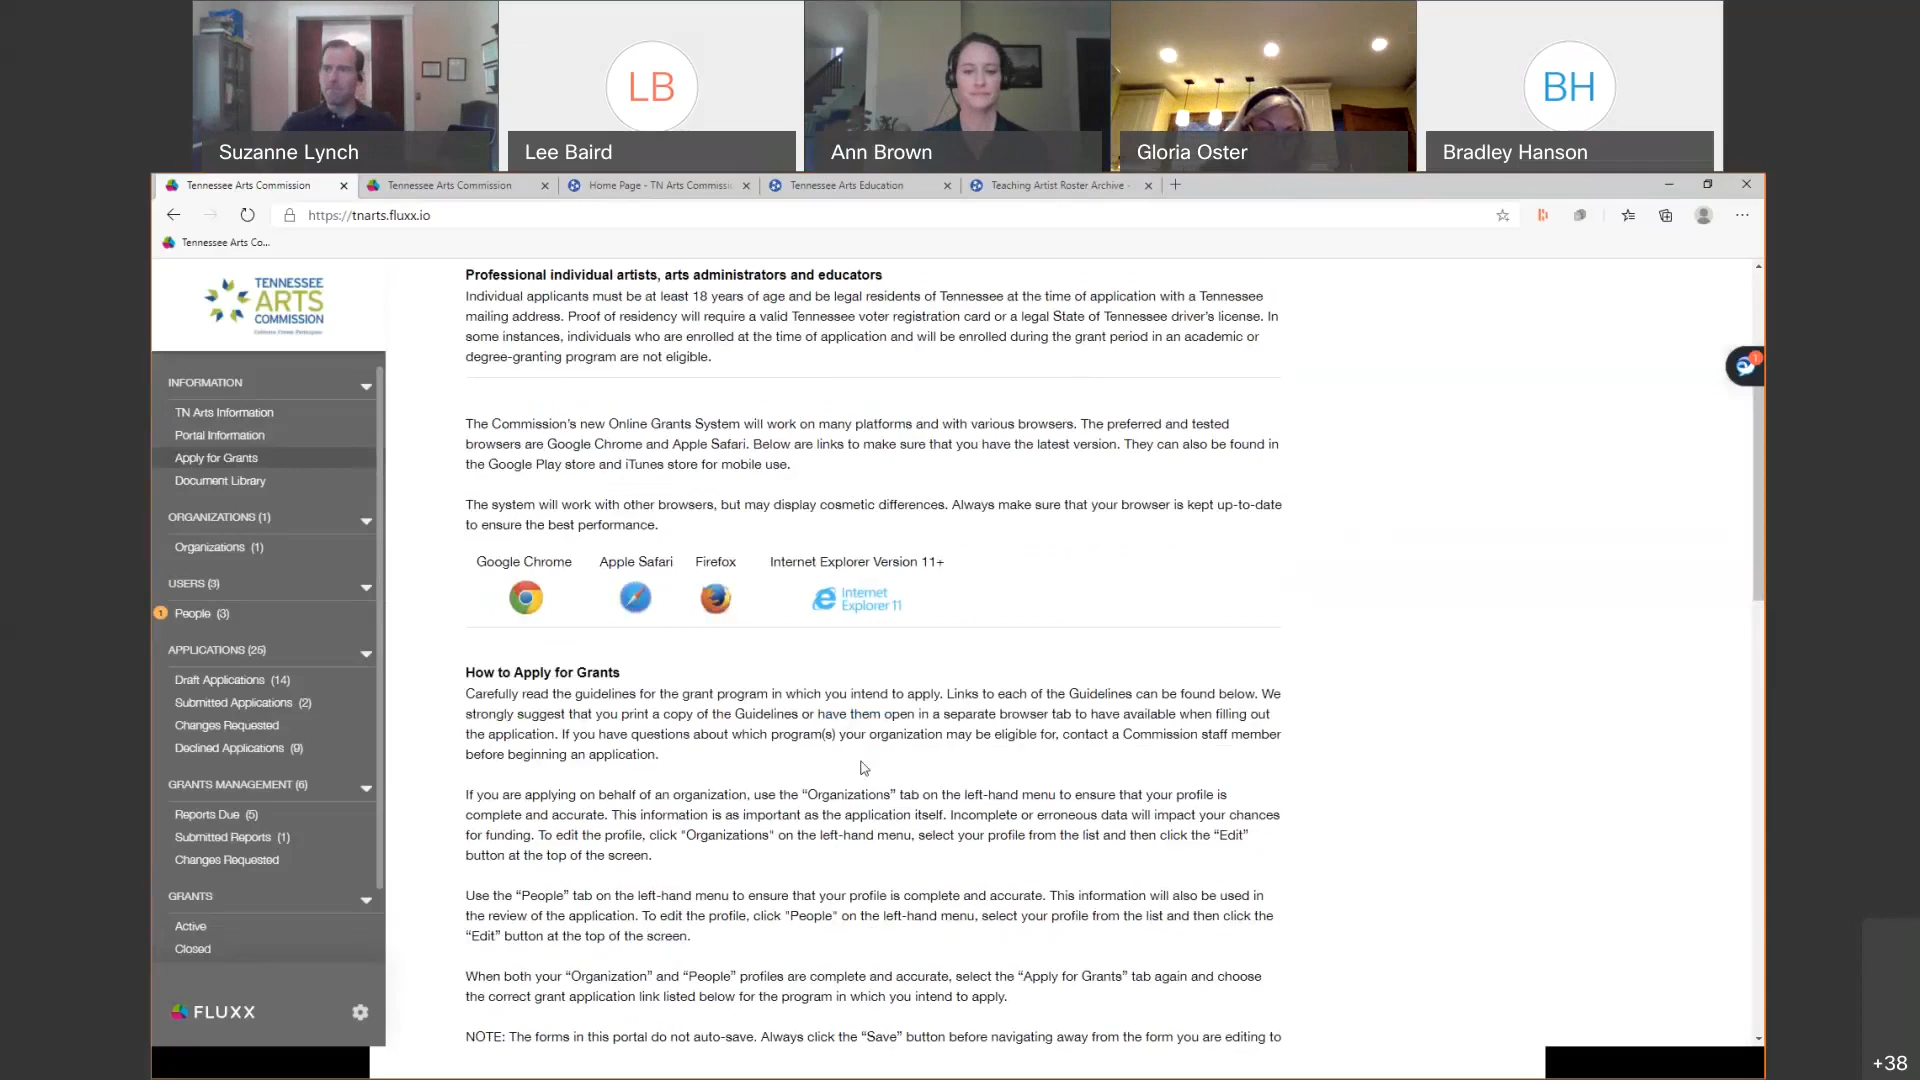 LB
BH
Suzanne Lynch
Lee Baird
Ann Brown
Gloria Oster
Bradley Hanson
Tennessee Arts Commission
Tennessee Arts Commission
Home Page - TN Arts Commissi
Tennessee Arts Education
Teaching Artist Roster Archive -
https://tnarts.fluxx.io
Tennessee Arts Co...
TENNESSEE
ARTS
COMMISSION
INFORMATION
TN Arts Information
Portal Information
Apply for Grants
Document Library
ORGANIZATIONS (1)
Organizations (1)
USERS (3)
1 People (3)
APPLICATIONS (25)
Draft Applications (14)
Submitted Applications (2)
Changes Requested
Declined Applications (9)
GRANTS MANAGEMENT (6)
Reports Due (5)
Submitted Reports (1)
Changes Requested
GRANTS
Active
Closed
FLUXX
Professional individual artists, arts administrators and educators
Individual applicants must be at least 18 years of age and be legal residents of Tennessee at the time of application with a Tennessee
mailing address. Proof of residency will require a valid Tennessee voter registration card or a legal State of Tennessee driver's license. In
some instances, individuals who are enrolled at the time of application and will be enrolled during the grant period in an academic or
degree-granting program are not eligible.
The Commission's new Online Grants System will work on many platforms and with various browsers. The preferred and tested
browsers are Google Chrome and Apple Safari. Below are links to make sure that you have the latest version. They can also be found in
the Google Play store and iTunes store for mobile use.
The system will work with other browsers, but may display cosmetic differences. Always make sure that your browser is kept up-to-date
to ensure the best performance.
Google Chrome Apple Safari Firefox Internet Explorer Version 11+
Internet
Explorer 11
How to Apply for Grants
Carefully read the guidelines for the grant program in which you intend to apply. Links to each of the Guidelines can be found below. We
strongly suggest that you print a copy of the Guidelines or have them open in a separate browser tab to have available when filling out
the application. If you have questions about which program(s) your organization may be eligible for, contact a Commission staff member
before beginning an application.
If you are applying on behalf of an organization, use the “Organizations” tab on the left-hand menu to ensure that your profile is
complete and accurate. This information is as important as the application itself. Incomplete or erroneous data will impact your chances
for funding. To edit the profile, click "Organizations" on the left-hand menu, select your profile from the list and then click the “Edit”
button at the top of the screen.
Use the “People” tab on the left-hand menu to ensure that your profile is complete and accurate. This information will also be used in
the review of the application. To edit the profile, click "People" on the left-hand menu, select your profile from the list and then click the
“Edit” button at the top of the screen.
When both your “Organization” and “People” profiles are complete and accurate, select the “Apply for Grants” tab again and choose
the correct grant application link listed below for the program in which you intend to apply.
NOTE: The forms in this portal do not auto-save. Always click the “Save” button before navigating away from the form you are editing to
1
+38